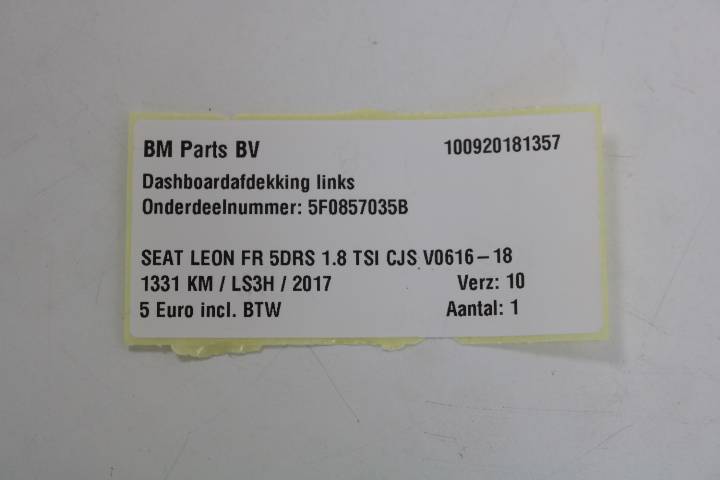 BM Parts BV 100920181357
Dashboardafdekking links
Onderdeelnummer: 5F0857035B
SEAT LEON FR 5DRS 1.8 TSI CJS V0616-18
1331 KM / LS3H / 2017 Verz: 10
5 Euro incl. BTW Aantal: 1